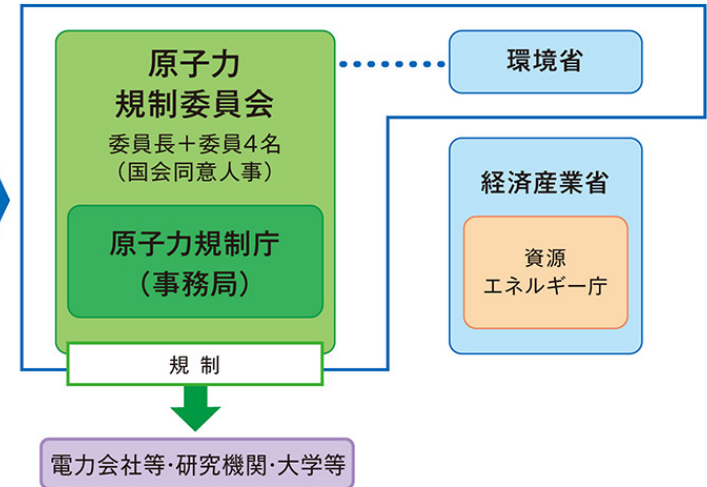 原子力
規制委員会
委員長＋委員4名
（国会同意人事）
原子力規制庁
（事務局）
規 制
電力会社等・研究機関・大学等
環境省
経済産業省
資源
エネルギー庁